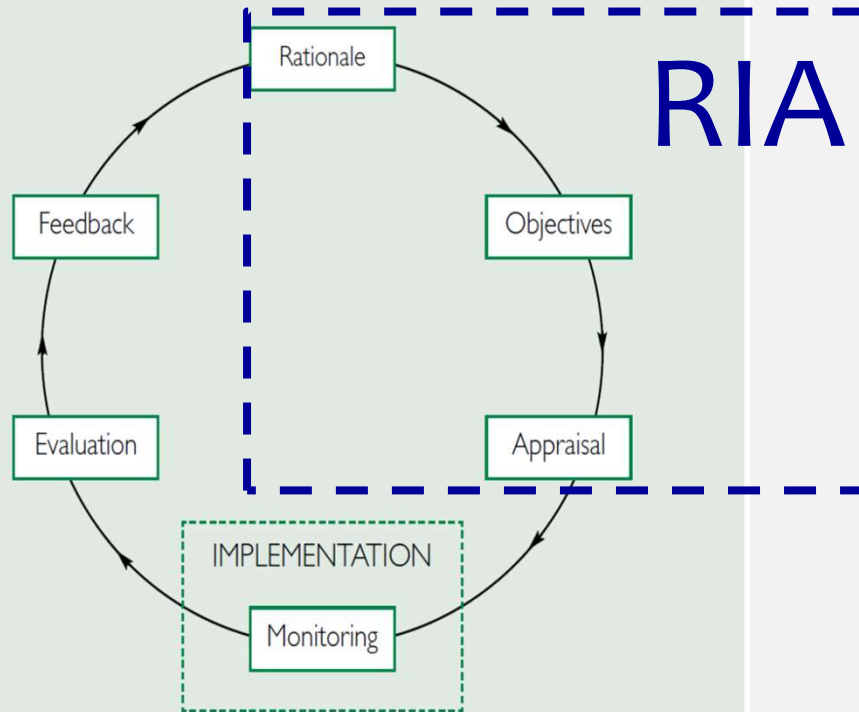 Rationale
RIA
Feedback
Objectives
Evaluation
Appraisal
IMPLEMENTATION
Monitoring